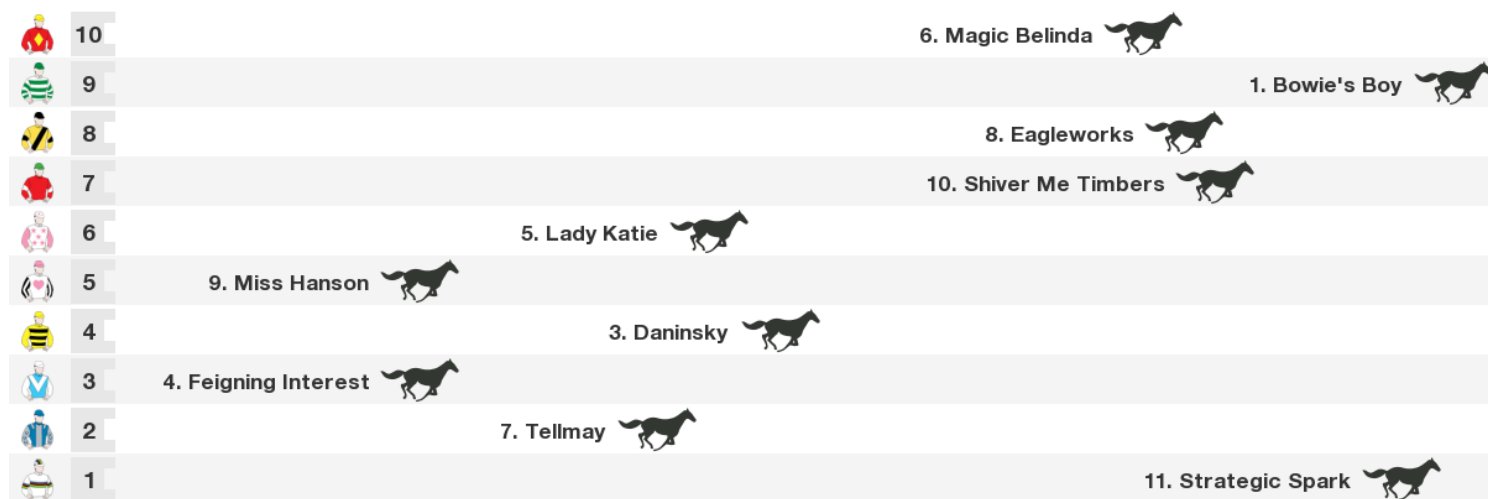 10 6. Magic Belinda
9 1. Bowie's Boy
8 8. Eagleworks
7 10. Shiver Me Timbers
6 5. Lady Katie
5 9. Miss Hanson
4 3. Daninsky
3 4. Feigning Interest
2 7. Tellmay
1 11. Strategic Spark